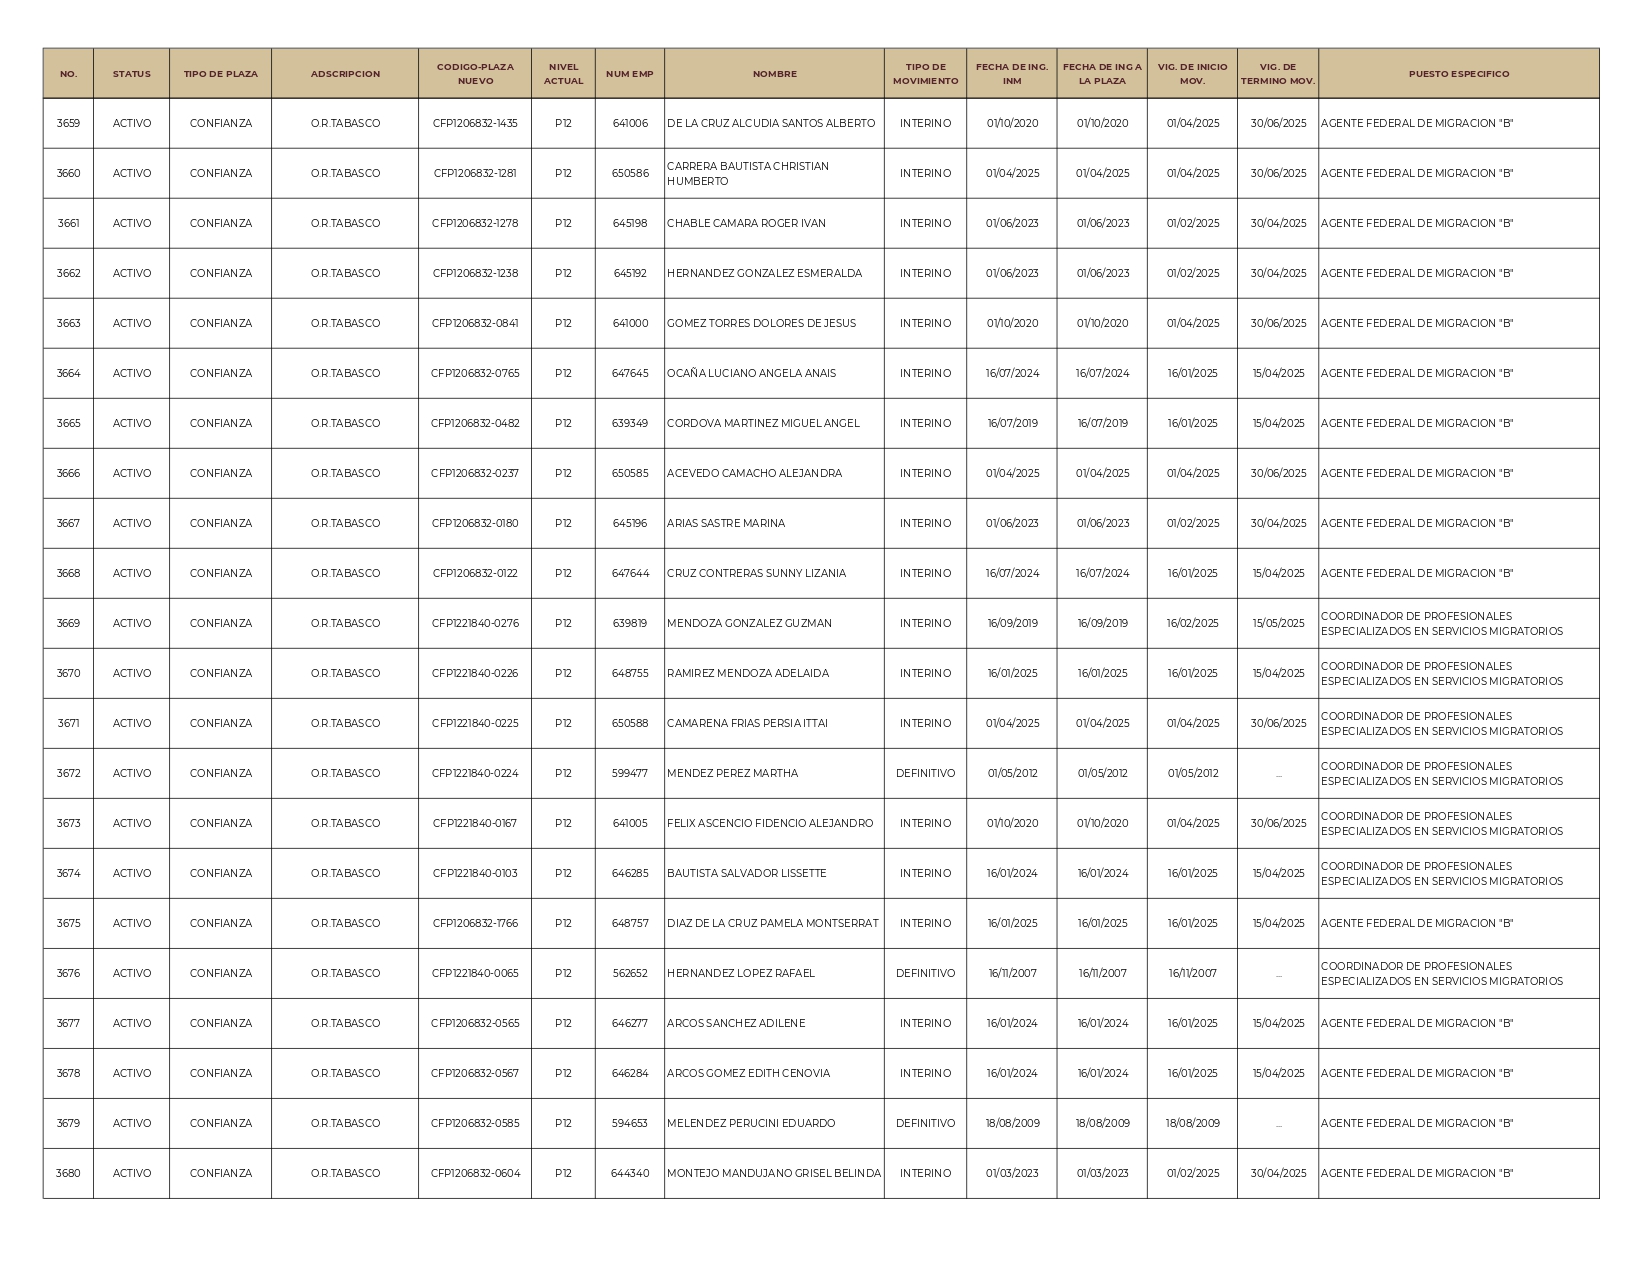 NO. STATUS TIPO DE PLAZA ADSCRIPCION CODIGO-PLAZA NUEVO NIVEL ACTUAL NUM EMP NOMBRE TIPO DE MOVIMIENTO FECHA DE ING. INM FECHA DE ING A LA PLAZA VIG. DE INICIO MOV. VIG. DE TERMINO MOV. PUESTO ESPECIFICO
3659 ACTIVO CONFIANZA O.R.TABASCO CFP1206832-1435 P12 641006 DE LA CRUZ ALCUDIA SANTOS ALBERTO INTERINO 01/10/2020 01/10/2020 01/04/2025 30/06/2025 AGENTE FEDERAL DE MIGRACION "B"
3660 ACTIVO CONFIANZA O.R.TABASCO CFP1206832-1281 P12 650586 CARRERA BAUTISTA CHRISTIAN HUMBERTO INTERINO 01/04/2025 01/04/2025 01/04/2025 30/06/2025 AGENTE FEDERAL DE MIGRACION "B"
3661 ACTIVO CONFIANZA O.R.TABASCO CFP1206832-1278 P12 645198 CHABLE CAMARA ROGER IVAN INTERINO 01/06/2023 01/06/2023 01/02/2025 30/04/2025 AGENTE FEDERAL DE MIGRACION "B"
3662 ACTIVO CONFIANZA O.R.TABASCO CFP1206832-1238 P12 645192 HERNANDEZ GONZALEZ ESMERALDA INTERINO 01/06/2023 01/06/2023 01/02/2025 30/04/2025 AGENTE FEDERAL DE MIGRACION "B"
3663 ACTIVO CONFIANZA O.R.TABASCO CFP1206832-0841 P12 641000 GOMEZ TORRES DOLORES DE JESUS INTERINO 01/10/2020 01/10/2020 01/04/2025 30/06/2025 AGENTE FEDERAL DE MIGRACION "B"
3664 ACTIVO CONFIANZA O.R.TABASCO CFP1206832-0765 P12 647645 OCAÑA LUCIANO ANGELA ANAIS INTERINO 16/07/2024 16/07/2024 16/01/2025 15/04/2025 AGENTE FEDERAL DE MIGRACION "B"
3665 ACTIVO CONFIANZA O.R.TABASCO CFP1206832-0482 P12 639349 CORDOVA MARTINEZ MIGUEL ANGEL INTERINO 16/07/2019 16/07/2019 16/01/2025 15/04/2025 AGENTE FEDERAL DE MIGRACION "B"
3666 ACTIVO CONFIANZA O.R.TABASCO CFP1206832-0237 P12 650585 ACEVEDO CAMACHO ALEJANDRA INTERINO 01/04/2025 01/04/2025 01/04/2025 30/06/2025 AGENTE FEDERAL DE MIGRACION "B"
3667 ACTIVO CONFIANZA O.R.TABASCO CFP1206832-0180 P12 645196 ARIAS SASTRE MARINA INTERINO 01/06/2023 01/06/2023 01/02/2025 30/04/2025 AGENTE FEDERAL DE MIGRACION "B"
3668 ACTIVO CONFIANZA O.R.TABASCO CFP1206832-0122 P12 647644 CRUZ CONTRERAS SUNNY LIZANIA INTERINO 16/07/2024 16/07/2024 16/01/2025 15/04/2025 AGENTE FEDERAL DE MIGRACION "B"
3669 ACTIVO CONFIANZA O.R.TABASCO CFP1221840-0276 P12 639819 MENDOZA GONZALEZ GUZMAN INTERINO 16/09/2019 16/09/2019 16/02/2025 15/05/2025 COORDINADOR DE PROFESIONALES ESPECIALIZADOS EN SERVICIOS MIGRATORIOS
3670 ACTIVO CONFIANZA O.R.TABASCO CFP1221840-0226 P12 648755 RAMIREZ MENDOZA ADELAIDA INTERINO 16/01/2025 16/01/2025 16/01/2025 15/04/2025 COORDINADOR DE PROFESIONALES ESPECIALIZADOS EN SERVICIOS MIGRATORIOS
3671 ACTIVO CONFIANZA O.R.TABASCO CFP1221840-0225 P12 650588 CAMARENA FRIAS PERSIA ITTAI INTERINO 01/04/2025 01/04/2025 01/04/2025 30/06/2025 COORDINADOR DE PROFESIONALES ESPECIALIZADOS EN SERVICIOS MIGRATORIOS
3672 ACTIVO CONFIANZA O.R.TABASCO CFP1221840-0224 P12 599477 MENDEZ PEREZ MARTHA DEFINITIVO 01/05/2012 01/05/2012 01/05/2012 ... COORDINADOR DE PROFESIONALES ESPECIALIZADOS EN SERVICIOS MIGRATORIOS
3673 ACTIVO CONFIANZA O.R.TABASCO CFP1221840-0167 P12 641005 FELIX ASCENCIO FIDENCIO ALEJANDRO INTERINO 01/10/2020 01/10/2020 01/04/2025 30/06/2025 COORDINADOR DE PROFESIONALES ESPECIALIZADOS EN SERVICIOS MIGRATORIOS
3674 ACTIVO CONFIANZA O.R.TABASCO CFP1221840-0103 P12 646285 BAUTISTA SALVADOR LISSETTE INTERINO 16/01/2024 16/01/2024 16/01/2025 15/04/2025 COORDINADOR DE PROFESIONALES ESPECIALIZADOS EN SERVICIOS MIGRATORIOS
3675 ACTIVO CONFIANZA O.R.TABASCO CFP1206832-1766 P12 648757 DIAZ DE LA CRUZ PAMELA MONTSERRAT INTERINO 16/01/2025 16/01/2025 16/01/2025 15/04/2025 AGENTE FEDERAL DE MIGRACION "B"
3676 ACTIVO CONFIANZA O.R.TABASCO CFP1221840-0065 P12 562652 HERNANDEZ LOPEZ RAFAEL DEFINITIVO 16/11/2007 16/11/2007 16/11/2007 ... COORDINADOR DE PROFESIONALES ESPECIALIZADOS EN SERVICIOS MIGRATORIOS
3677 ACTIVO CONFIANZA O.R.TABASCO CFP1206832-0565 P12 646277 ARCOS SANCHEZ ADILENE INTERINO 16/01/2024 16/01/2024 16/01/2025 15/04/2025 AGENTE FEDERAL DE MIGRACION "B"
3678 ACTIVO CONFIANZA O.R.TABASCO CFP1206832-0567 P12 646284 ARCOS GOMEZ EDITH CENOVIA INTERINO 16/01/2024 16/01/2024 16/01/2025 15/04/2025 AGENTE FEDERAL DE MIGRACION "B"
3679 ACTIVO CONFIANZA O.R.TABASCO CFP1206832-0585 P12 594653 MELENDEZ PERUCINI EDUARDO DEFINITIVO 18/08/2009 18/08/2009 18/08/2009 ... AGENTE FEDERAL DE MIGRACION "B"
3680 ACTIVO CONFIANZA O.R.TABASCO CFP1206832-0604 P12 644340 MONTEJO MANDUJANO GRISEL BELINDA INTERINO 01/03/2023 01/03/2023 01/02/2025 30/04/2025 AGENTE FEDERAL DE MIGRACION "B"